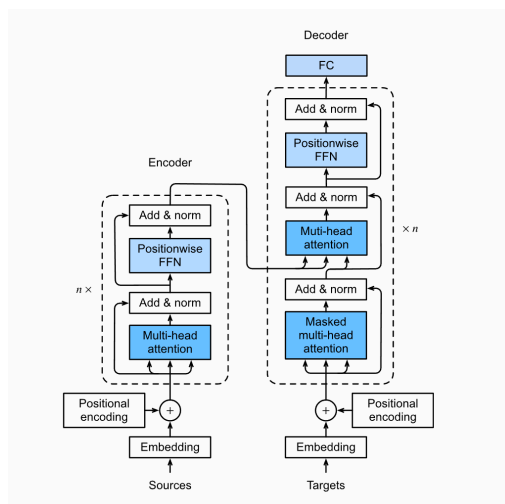 Decoder
FC
Add & norm
Positionwise
FFN
Encoder
Add & norm
Add & norm
Muti-head
attention
× n
Positionwise
FFN
n ×
Add & norm
Add & norm
Multi-head
attention
Masked
multi-head
attention
Positional
encoding
+
+
Positional
encoding
Embedding
Embedding
Sources
Targets